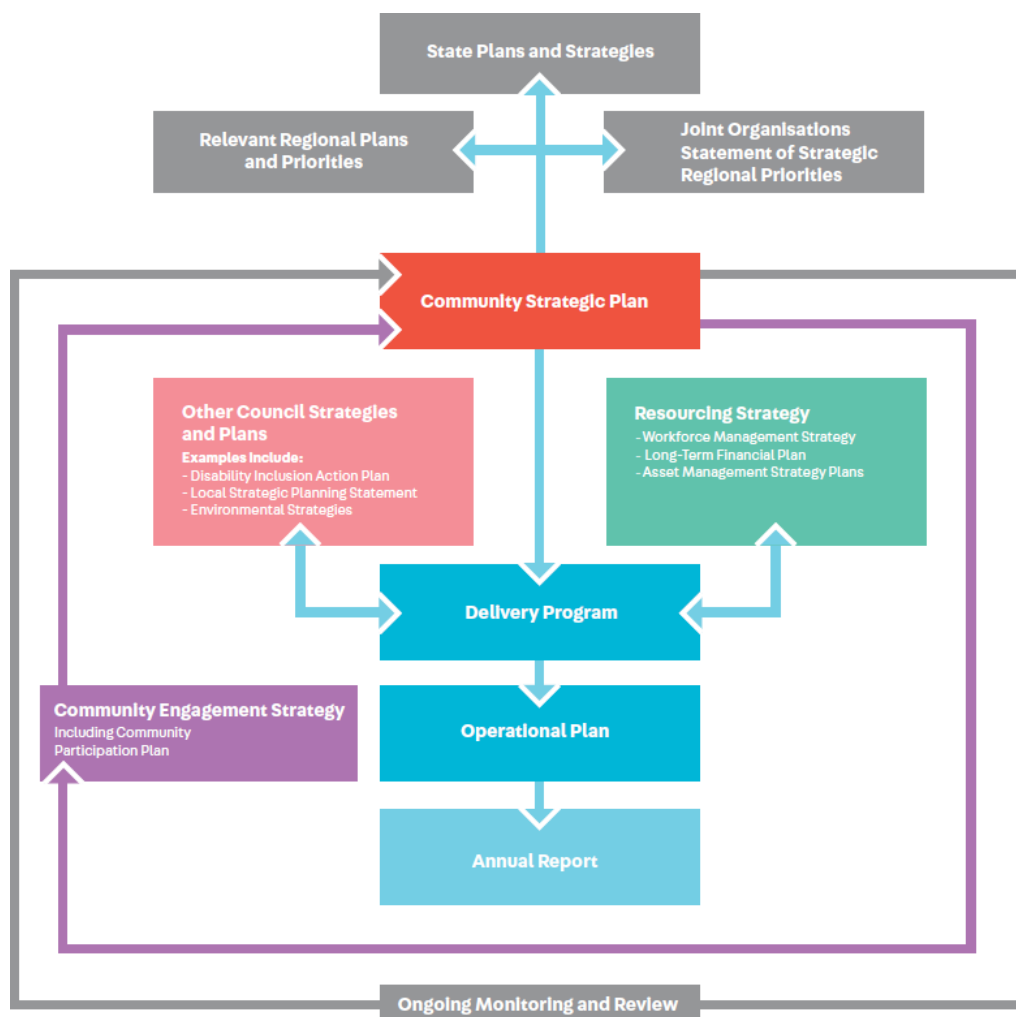 State Plans and Strategies
Relevant Regional Plans
and Priorities
Joint Organisations
Statement of Strategic
Regional Priorities
Community Strategic Plan
Other Council Strategies
and Plans
Examples Include:
- Disability Inclusion Action Plan
- Local Strategic Planning Statement
- Environmental Strategies
Resourcing Strategy
- Workforce Management Strategy
- Long-Term Financial Plan
- Asset Management Strategy Plans
Delivery Program
Community Engagement Strategy
Including Community
Participation Plan
Operational Plan
Annual Report
Ongoing Monitoring and Review